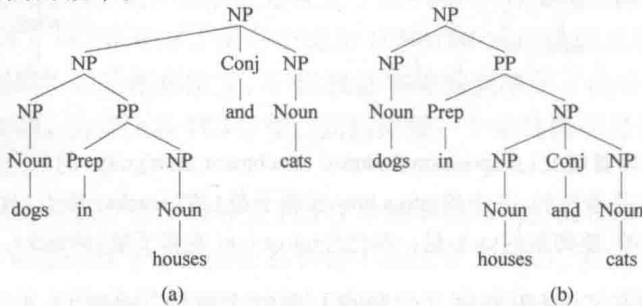 NP NP
NP Conj NP NP PP
NP PP and Noun Noun Prep NP
Noun Prep NP cats dogs in NP Conj NP
dogs in Noun Noun and Noun
houses houses cats
(a) (b)